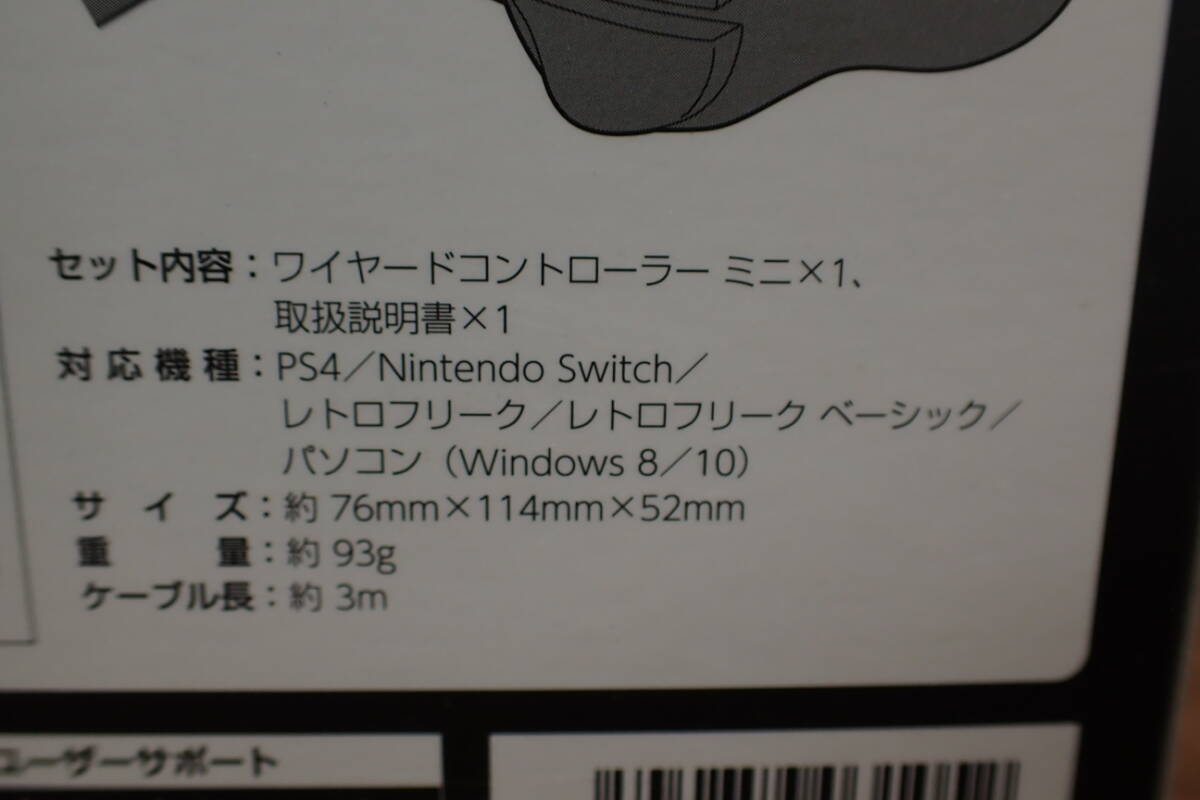 セット内容：ワイヤードコントローラー ミニ×1、
取扱説明書×1
対応機種：PS4／Nintendo Switch／
レトロフリーク／レトロフリーク ベーシック／
パソコン（Windows 8／10）
サイズ：約 76mm×114mm×52mm
重量：約 93g
ケーブル長：約 3m
ユーザーサポート